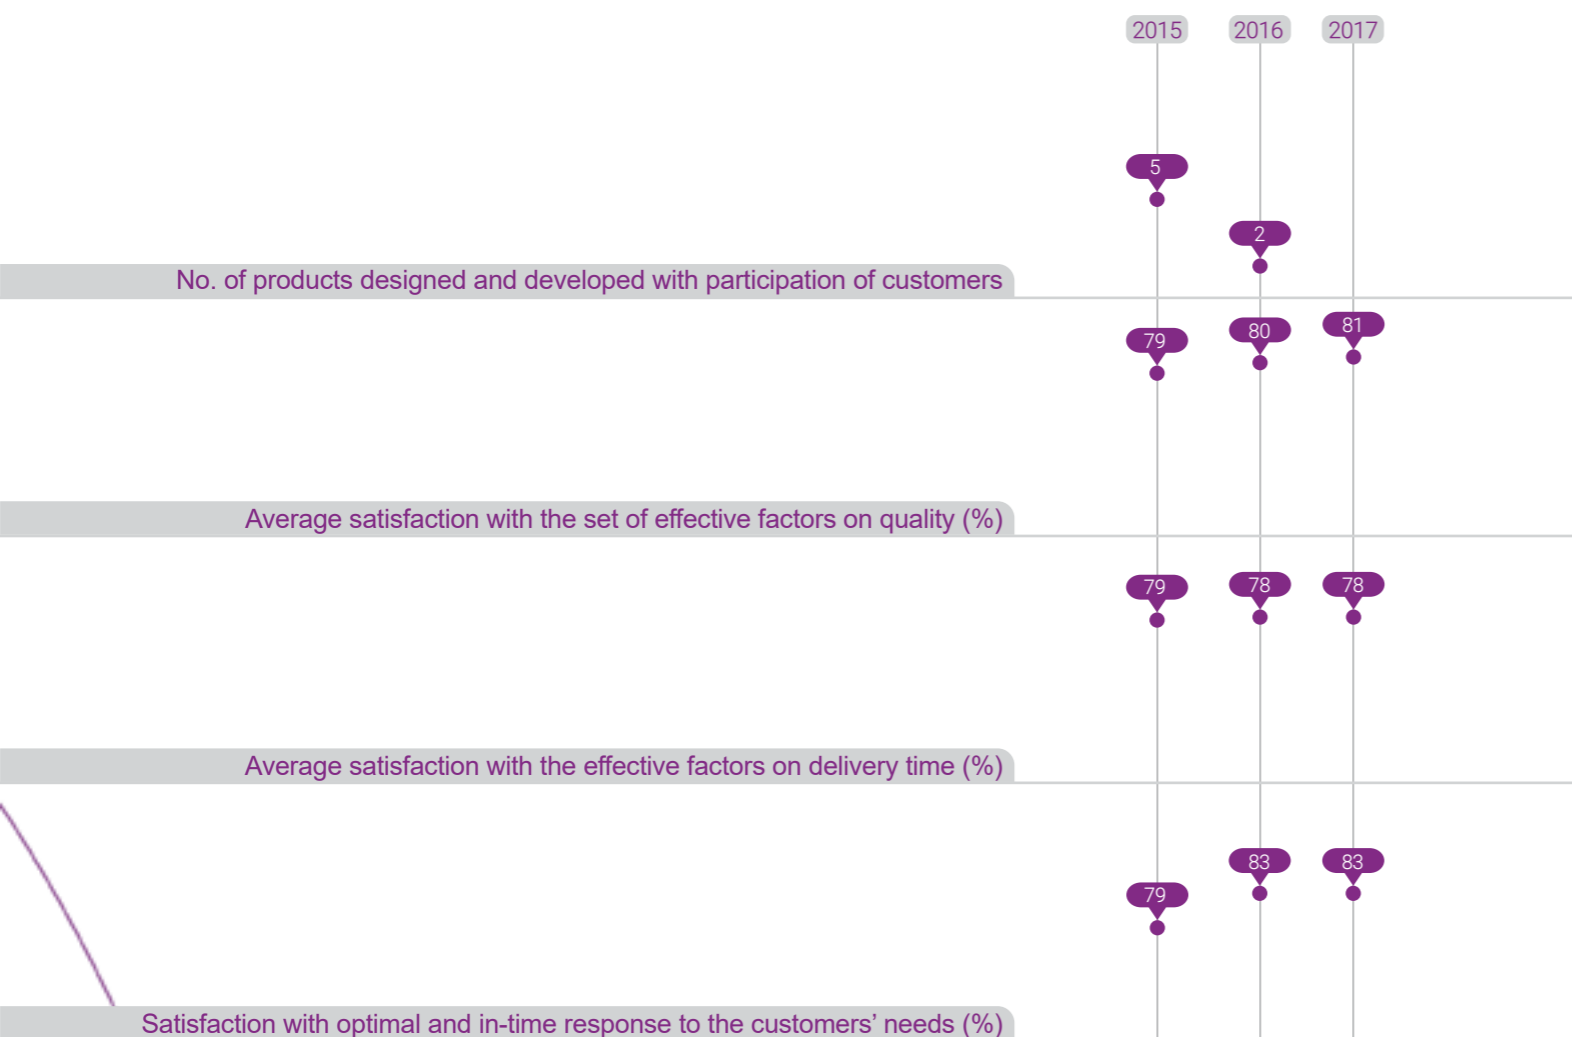 2015 2016 2017
5
2
No. of products designed and developed with participation of customers
79 80 81
Average satisfaction with the set of effective factors on quality (%)
79 78 78
Average satisfaction with the effective factors on delivery time (%)
79 83 83
Satisfaction with optimal and in-time response to the customers’ needs (%)